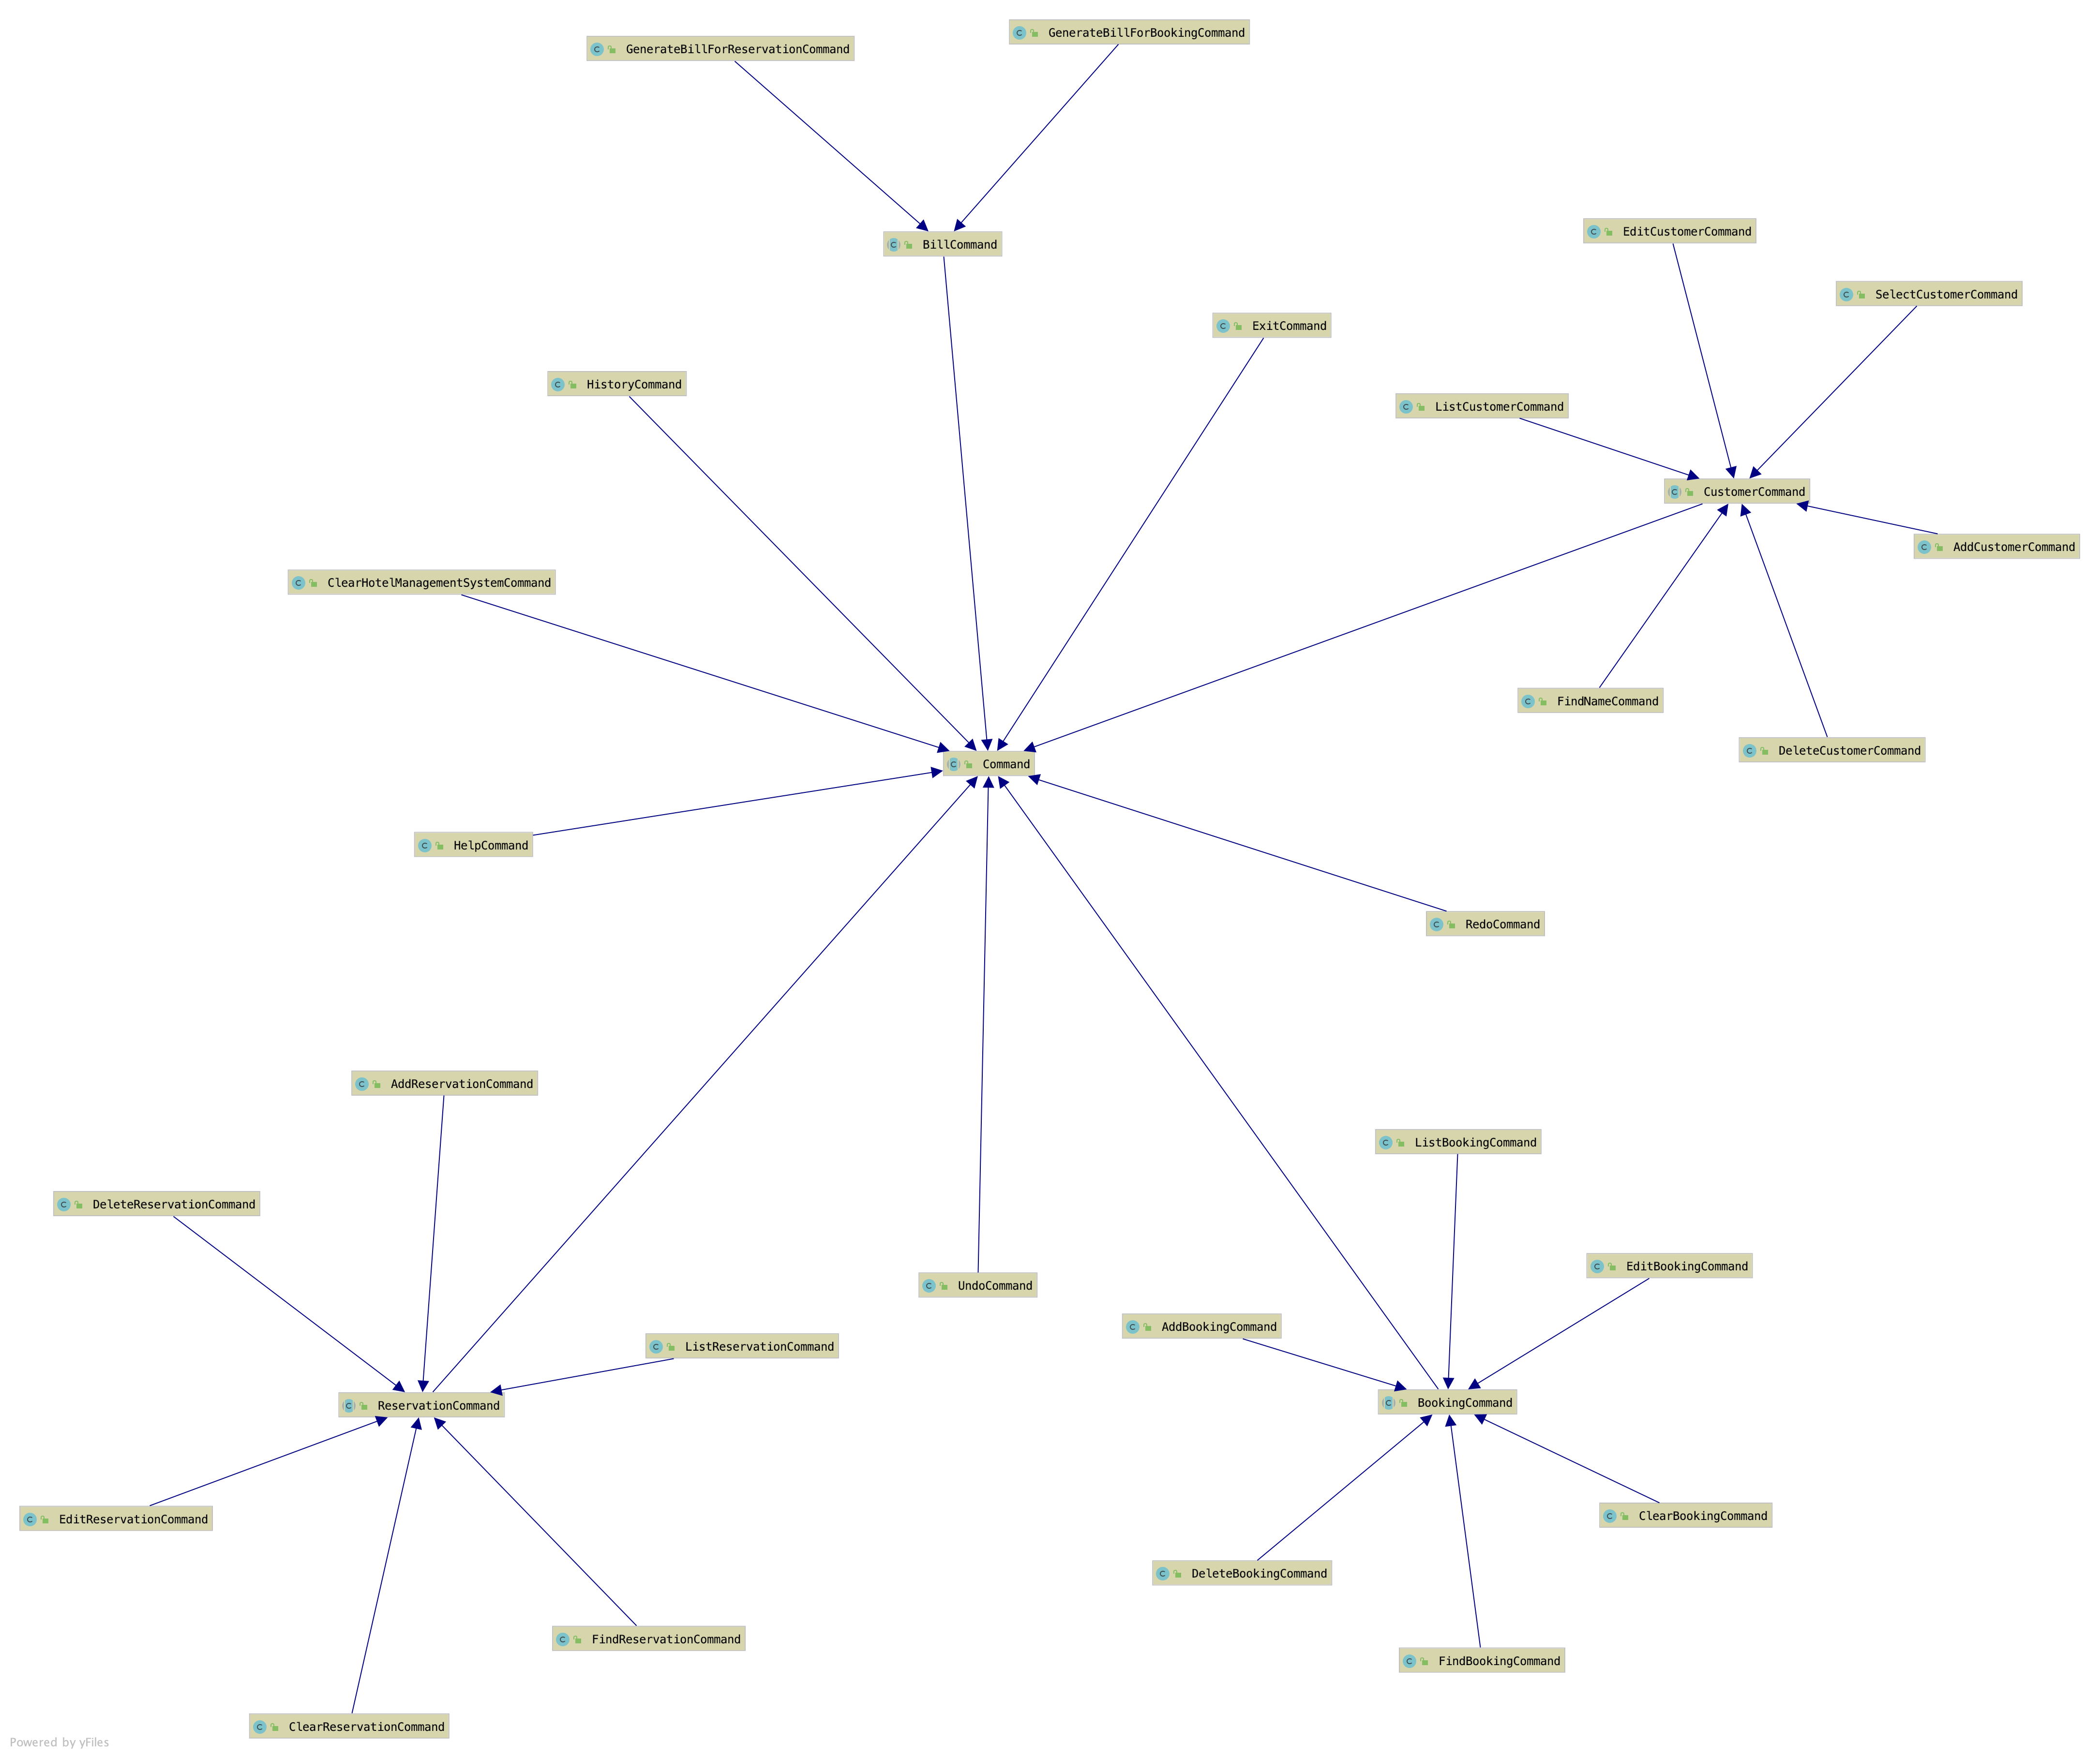 GenerateBillForBookingCommand
GenerateBillForReservationCommand
EditCustomerCommand
BillCommand
SelectCustomerCommand
ExitCommand
HistoryCommand
ListCustomerCommand
CustomerCommand
AddCustomerCommand
ClearHotelManagementSystemCommand
FindNameCommand
DeleteCustomerCommand
Command
HelpCommand
RedoCommand
AddReservationCommand
ListBookingCommand
DeleteReservationCommand
EditBookingCommand
UndoCommand
AddBookingCommand
ListReservationCommand
BookingCommand
ReservationCommand
ClearBookingCommand
EditReservationCommand
DeleteBookingCommand
FindReservationCommand
FindBookingCommand
ClearReservationCommand
Powered by yFiles